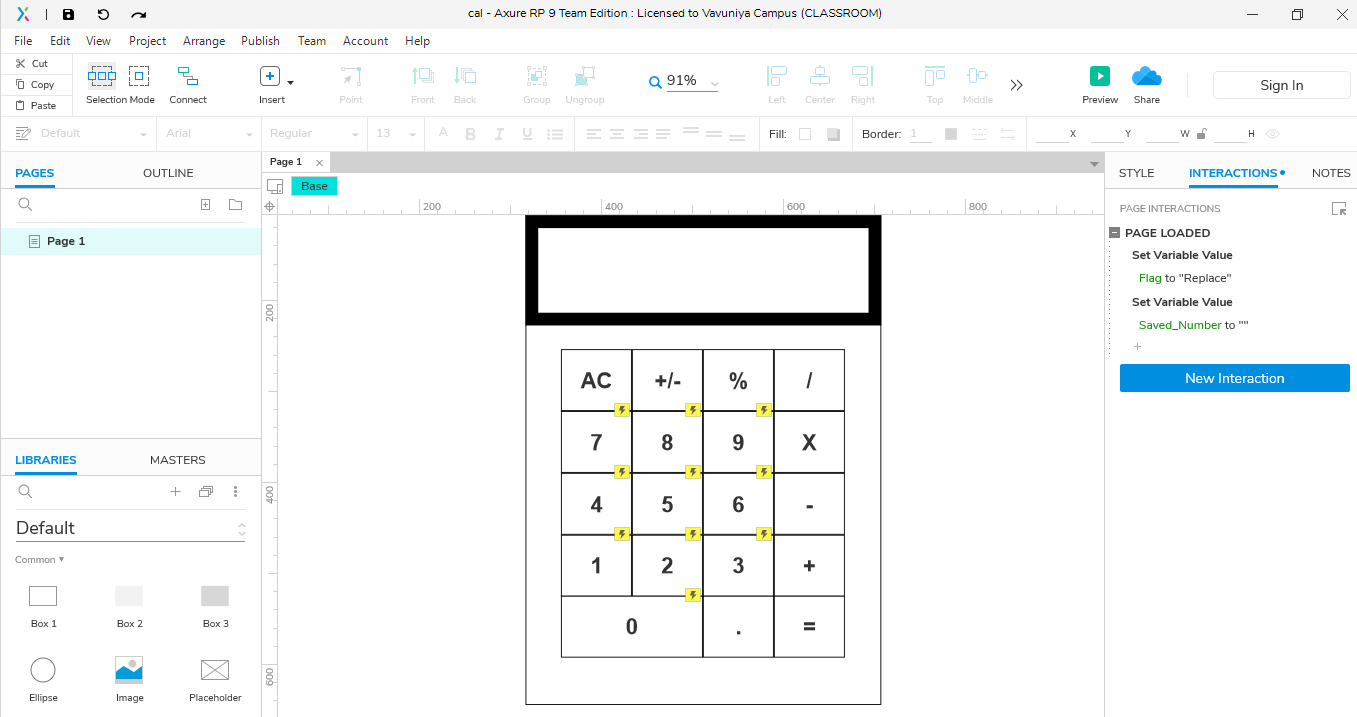 cal - Axure RP 9 Team Edition : Licensed to Vavuniya Campus (CLASSROOM)
File Edit View Project Arrange Publish Team Account Help
Cut
Copy
Paste
Selection Mode Connect Insert Point Front Back Group Ungroup 91% Left Center Right Top Middle Preview Share Sign In
Default Arial Regular 13 A B I U Fill: Border: 1 X Y W H
PAGES OUTLINE
Page 1
Page 1
Base
200 400 600 800
200
400
600
AC +/- % /
7 8 9 X
4 5 6 -
1 2 3 +
0 . =
LIBRARIES MASTERS
Default
Common
Box 1 Box 2 Box 3
Ellipse Image Placeholder
STYLE INTERACTIONS NOTES
PAGE INTERACTIONS
PAGE LOADED
Set Variable Value
Flag to "Replace"
Set Variable Value
Saved_Number to ""
+
New Interaction